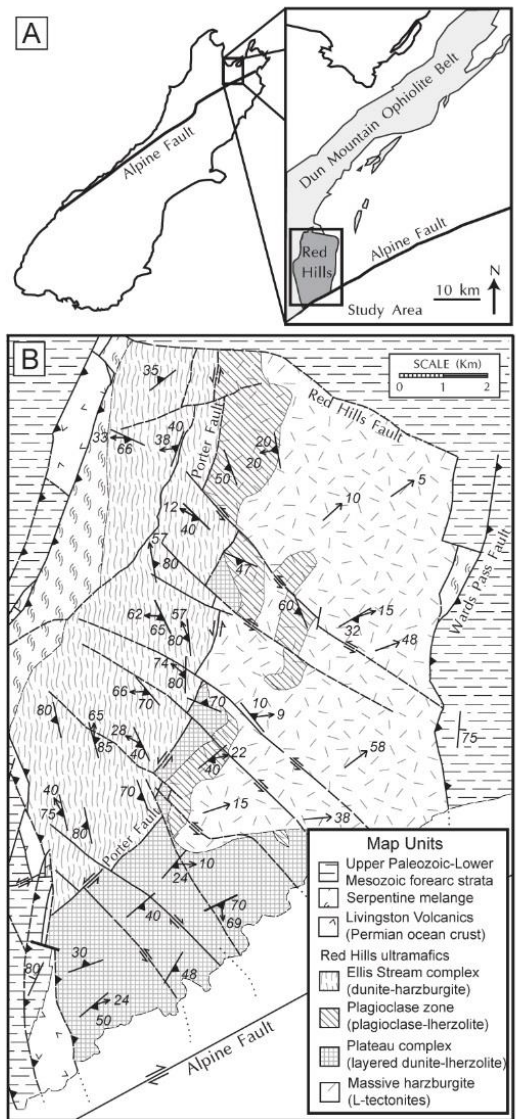 A
Alpine Fault
Dun Mountain Ophiolite Belt
Alpine Fault
Red
Hills
N
10 km
Study Area
B
SCALE (Km)
0 1 2
35
Red Hills Fault
33
66
40
38
Porter Fault
20
20
50
5
10
12
40
57
80
47
Wards Pass Fault
62
65
57
80
60
15
32
48
74
80
66
70
70
10
9
75
80
65
85
28
40
22
40
58
40
75
80
70
15
38
Porter Fault
10
24
40
70
69
80
30
48
24
50
Alpine Fault
Map Units
Upper Paleozoic-Lower
Mesozoic forearc strata
Serpentine melange
Livingston Volcanics
(Permian ocean crust)
Red Hills ultramafics
Ellis Stream complex
(dunite-harzburgite)
Plagioclase zone
(plagioclase-lherzolite)
Plateau complex
(layered dunite-lherzolite)
Massive harzburgite
(L-tectonites)